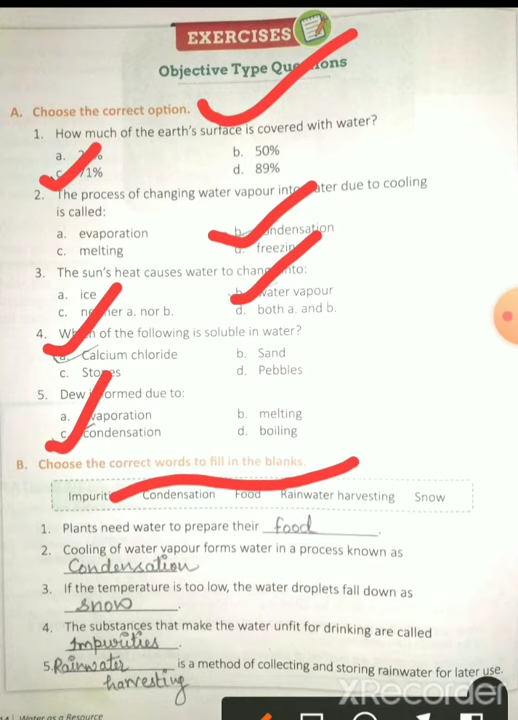 EXERCISES
Objective Type Questions
A. Choose the correct option.
1. How much of the earth's surface is covered with water?
a.
b. 50%
c. 71%
d. 89%
2. The process of changing water vapour into water due to cooling
is called:
a. evaporation
b. condensation
c. melting
d. freezing
3. The sun's heat causes water to change into:
a. ice
b. water vapour
c. neither a. nor b.
d. both a. and b.
4. Which of the following is soluble in water?
a. Calcium chloride
b. Sand
c. Stones
d. Pebbles
5. Dew is formed due to:
a. evaporation
b. melting
c. condensation
d. boiling
B. Choose the correct words to fill in the blanks.
Impurities Condensation Food Rainwater harvesting Snow
1. Plants need water to prepare their food.
2. Cooling of water vapour forms water in a process known as
Condensation
3. If the temperature is too low, the water droplets fall down as
snow.
4. The substances that make the water unfit for drinking are called
Impurities.
5. Rainwater is a method of collecting and storing rainwater for later use.
harvesting
XRecorder
Water as a Resource